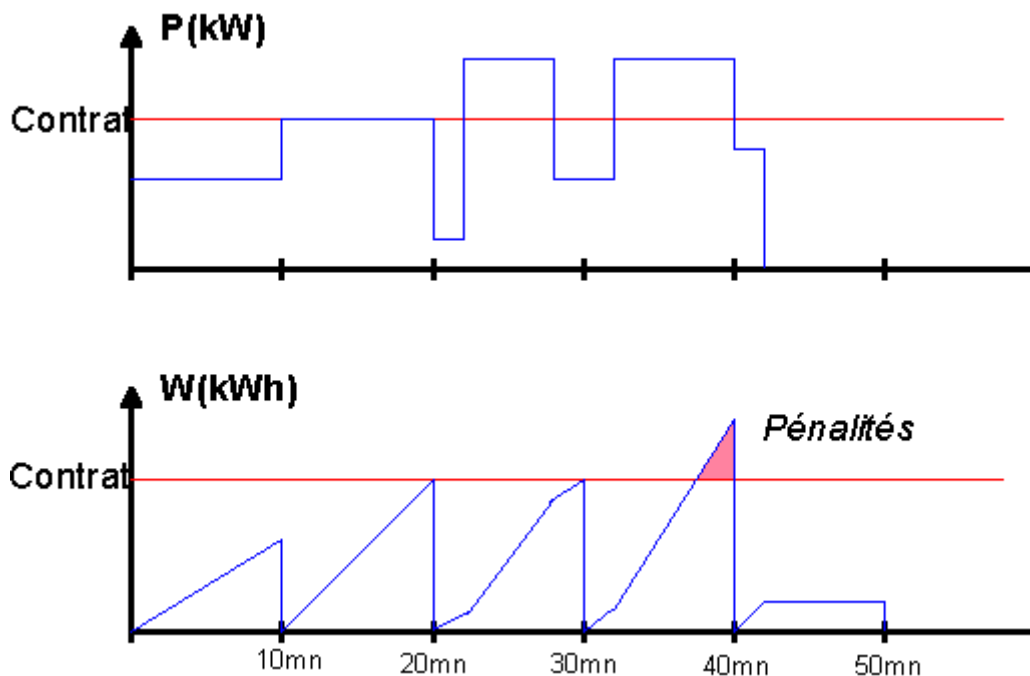 P(kW)
Contrat
W(kWh)
Pénalités
Contrat
10mn 20mn 30mn 40mn 50mn